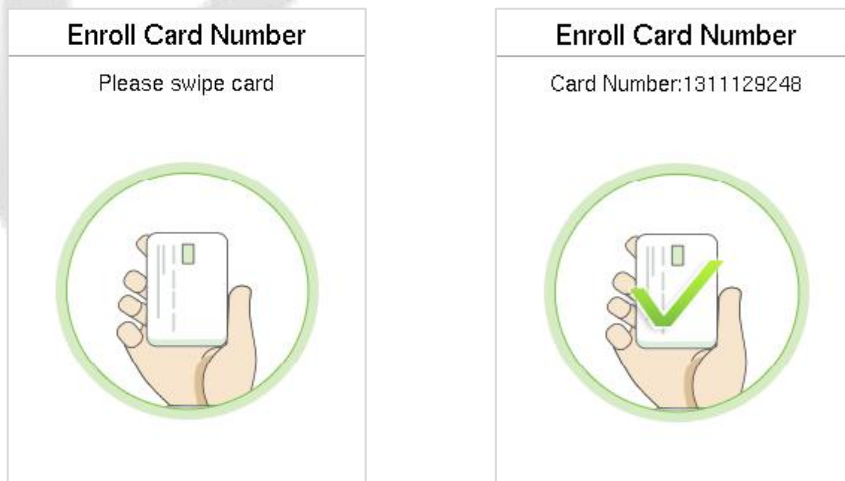 Enroll Card Number
Please swipe card
Enroll Card Number
Card Number:1311129248